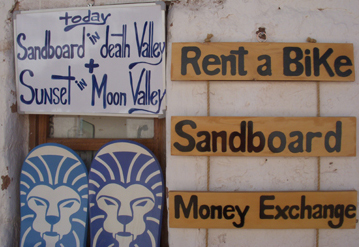 today
Sandboard in death Valley
+
Sunset in Moon Valley
Rent a BiKe
Sandboard
Money Exchange